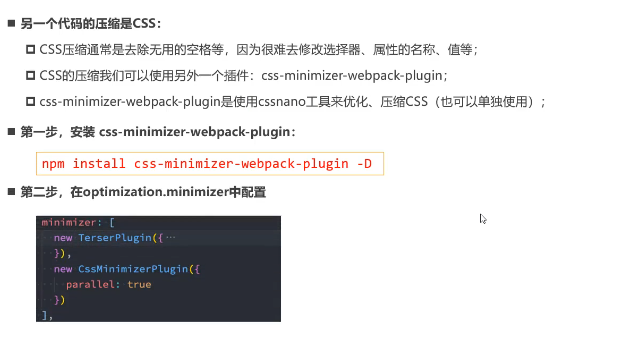 ■ 另一个代码的压缩是CSS：
CSS压缩通常是去除无用的空格等，因为很难去修改选择器、属性的名称、值等；
CSS的压缩我们可以使用另外一个插件：css-minimizer-webpack-plugin；
css-minimizer-webpack-plugin是使用cssnano工具来优化、压缩CSS（也可以单独使用）；
■ 第一步，安装 css-minimizer-webpack-plugin：
npm install css-minimizer-webpack-plugin -D
■ 第二步，在optimization.minimizer中配置
minimizer: [
new TerserPlugin({···
}),
new CssMinimizerPlugin({
parallel: true
})
],